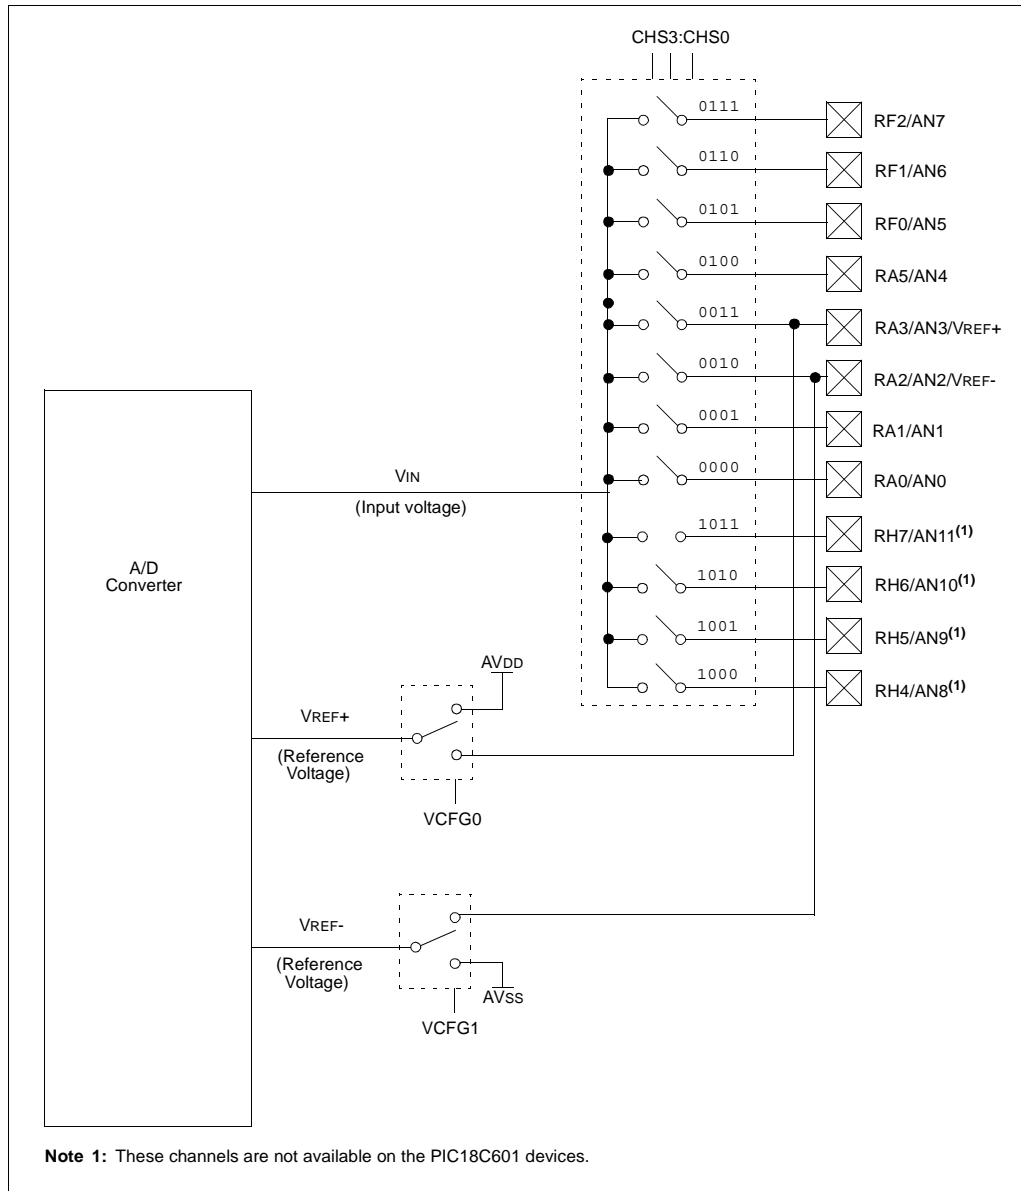 CHS3:CHS0
0111
RF2/AN7
0110
RF1/AN6
0101
RF0/AN5
0100
RA5/AN4
0011
RA3/AN3/VREF+
0010
RA2/AN2/VREF-
0001
RA1/AN1
0000
RA0/AN0
VIN
(Input voltage)
1011
RH7/AN11(1)
A/D
Converter
1010
RH6/AN10(1)
1001
RH5/AN9(1)
1000
RH4/AN8(1)
AVDD
VREF+
(Reference
Voltage)
VCFG0
VREF-
(Reference
Voltage)
AVSS
VCFG1
Note 1: These channels are not available on the PIC18C601 devices.